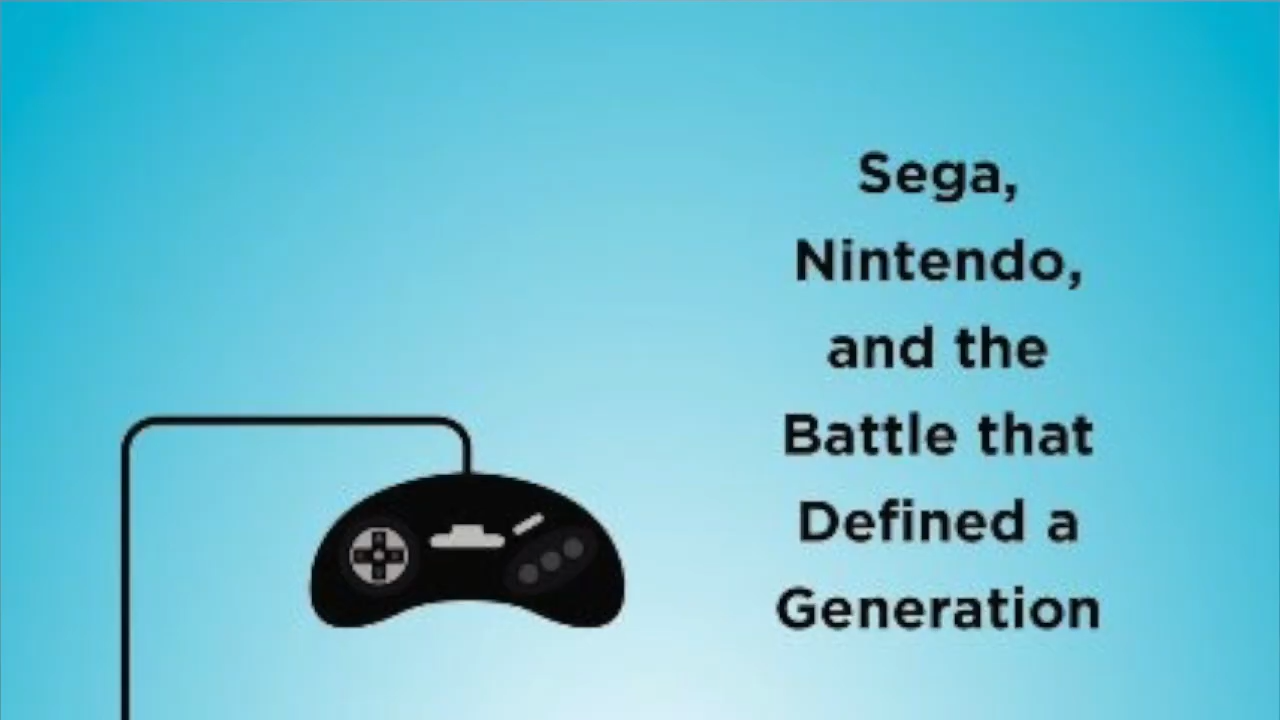 Sega,
Nintendo,
and the
Battle that
Defined a
Generation